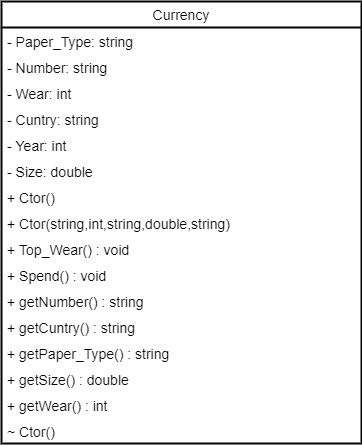 Currency
- Paper_Type: string
- Number: string
- Wear: int
- Cuntry: string
- Year: int
- Size: double
+ Ctor()
+ Ctor(string,int,string,double,string)
+ Top_Wear() : void
+ Spend() : void
+ getNumber() : string
+ getCuntry() : string
+ getPaper_Type() : string
+ getSize() : double
+ getWear() : int
~ Ctor()